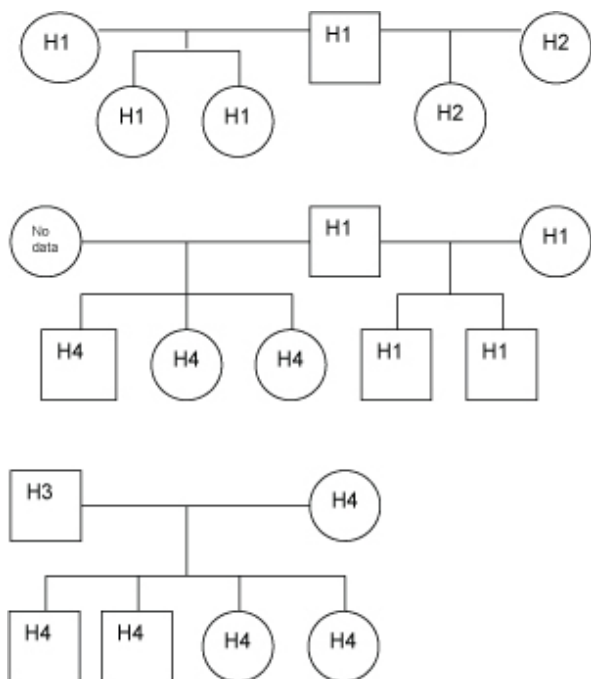 H1 H1 H2
H1 H1 H2
No
data
H1 H1
H4 H4 H4 H1 H1
H3 H4
H4 H4 H4 H4